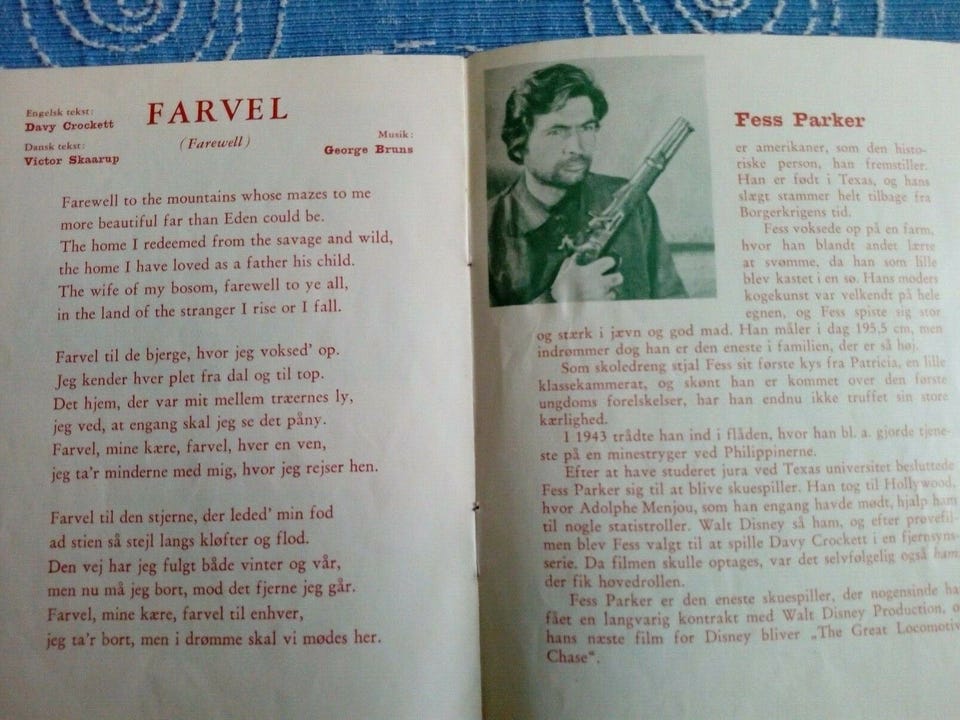 Engelsk tekst:
Davy Crockett
Dansk tekst:
Victor Skaarup
FARVEL
(Farewell)
Musik:
George Bruns
Farewell to the mountains whose mazes to me
more beautiful far than Eden could be.
The home I redeemed from the savage and wild,
the home I have loved as a father his child.
The wife of my bosom, farewell to ye all,
in the land of the stranger I rise or I fall.
Farvel til de bjerge, hvor jeg voksed' op.
Jeg kender hver plet fra dal og til top.
Det hjem, der var mit mellem træernes ly,
jeg ved, at engang skal jeg se det påny.
Farvel, mine kære, farvel, hver en ven,
jeg ta'r minderne med mig, hvor jeg rejser hen.
Farvel til den stjerne, der leded' min fod
ad stien så stejl langs kløfter og flod.
Den vej har jeg fulgt både vinter og vår,
men nu må jeg bort, mod det fjerne jeg går.
Farvel, mine kære, farvel til enhver,
jeg ta'r bort, men i drømme skal vi mødes her.
Fess Parker
er amerikaner, som den histo-
riske person, han fremstiller.
Han er født i Texas, og hans
slægt stammer helt tilbage fra
Borgerkrigens tid.
Fess voksede op på en farm,
hvor han blandt andet lærte
at svømme, da han som lille
blev kastet i en sø. Hans moders
kogekunst var velkendt på hele
egnen, og Fess spiste sig stor
og stærk i jævn og god mad. Han måler i dag 195,5 cm, men
indrømmer dog han er den eneste i familien, der er så høj.
Som skoledreng stjal Fess sit første kys fra Patricia, en lille
klassekammerat, og skønt han er kommet over den første
ungdoms forelskelser, har han endnu ikke truffet sin store
kærlighed.
I 1943 trådte han ind i flåden, hvor han bl. a. gjorde tjene-
ste på en minestryger ved Philippinerne.
Efter at have studeret jura ved Texas universitet besluttede
Fess Parker sig til at blive skuespiller. Han tog til Hollywood,
hvor Adolphe Menjou, som han engang havde mødt, hjalp ham
til nogle statistroller. Walt Disney så ham, og efter prøvefil-
men blev Fess valgt til at spille Davy Crockett i en fjernsyns-
serie. Da filmen skulle optages, var det selvfølgelig også ham,
der fik hovedrollen.
Fess Parker er den eneste skuespiller, der nogensinde ha
fået en langvarig kontrakt med Walt Disney Production, o
hans næste film for Disney bliver „The Great Locomotiv
Chase“.